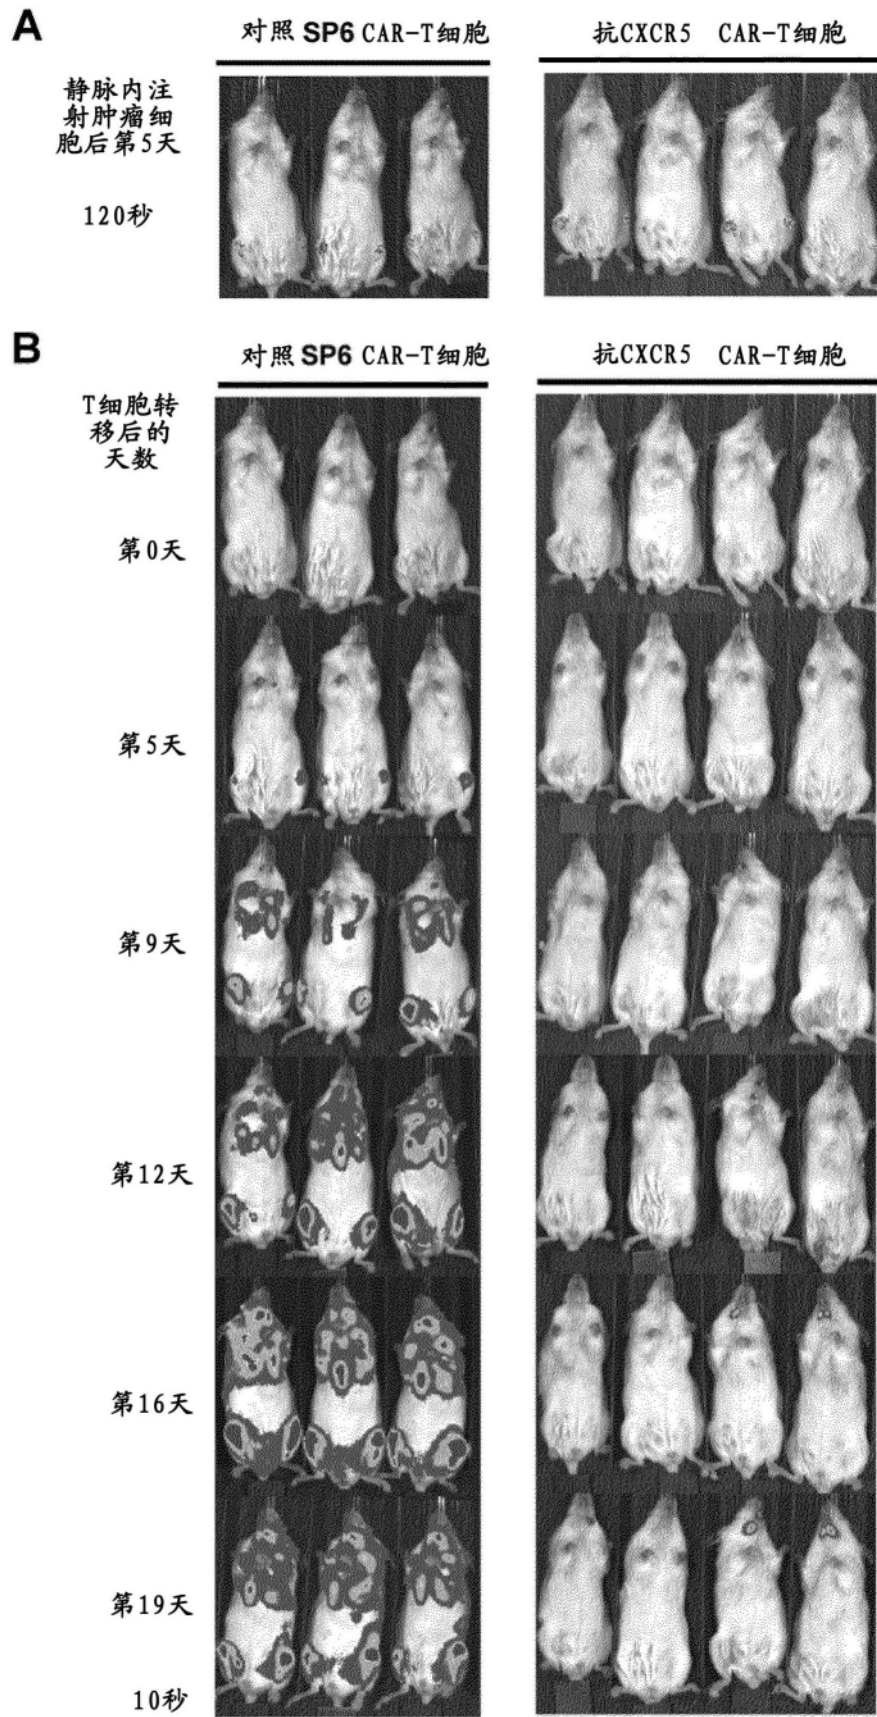 A
对照 SP6 CAR-T细胞
抗CXCR5 CAR-T细胞
静脉内注
射肿瘤细
胞后第5天
120秒
B
对照 SP6 CAR-T细胞
抗CXCR5 CAR-T细胞
T细胞转
移后的
天数
第0天
第5天
第9天
第12天
第16天
第19天
10秒